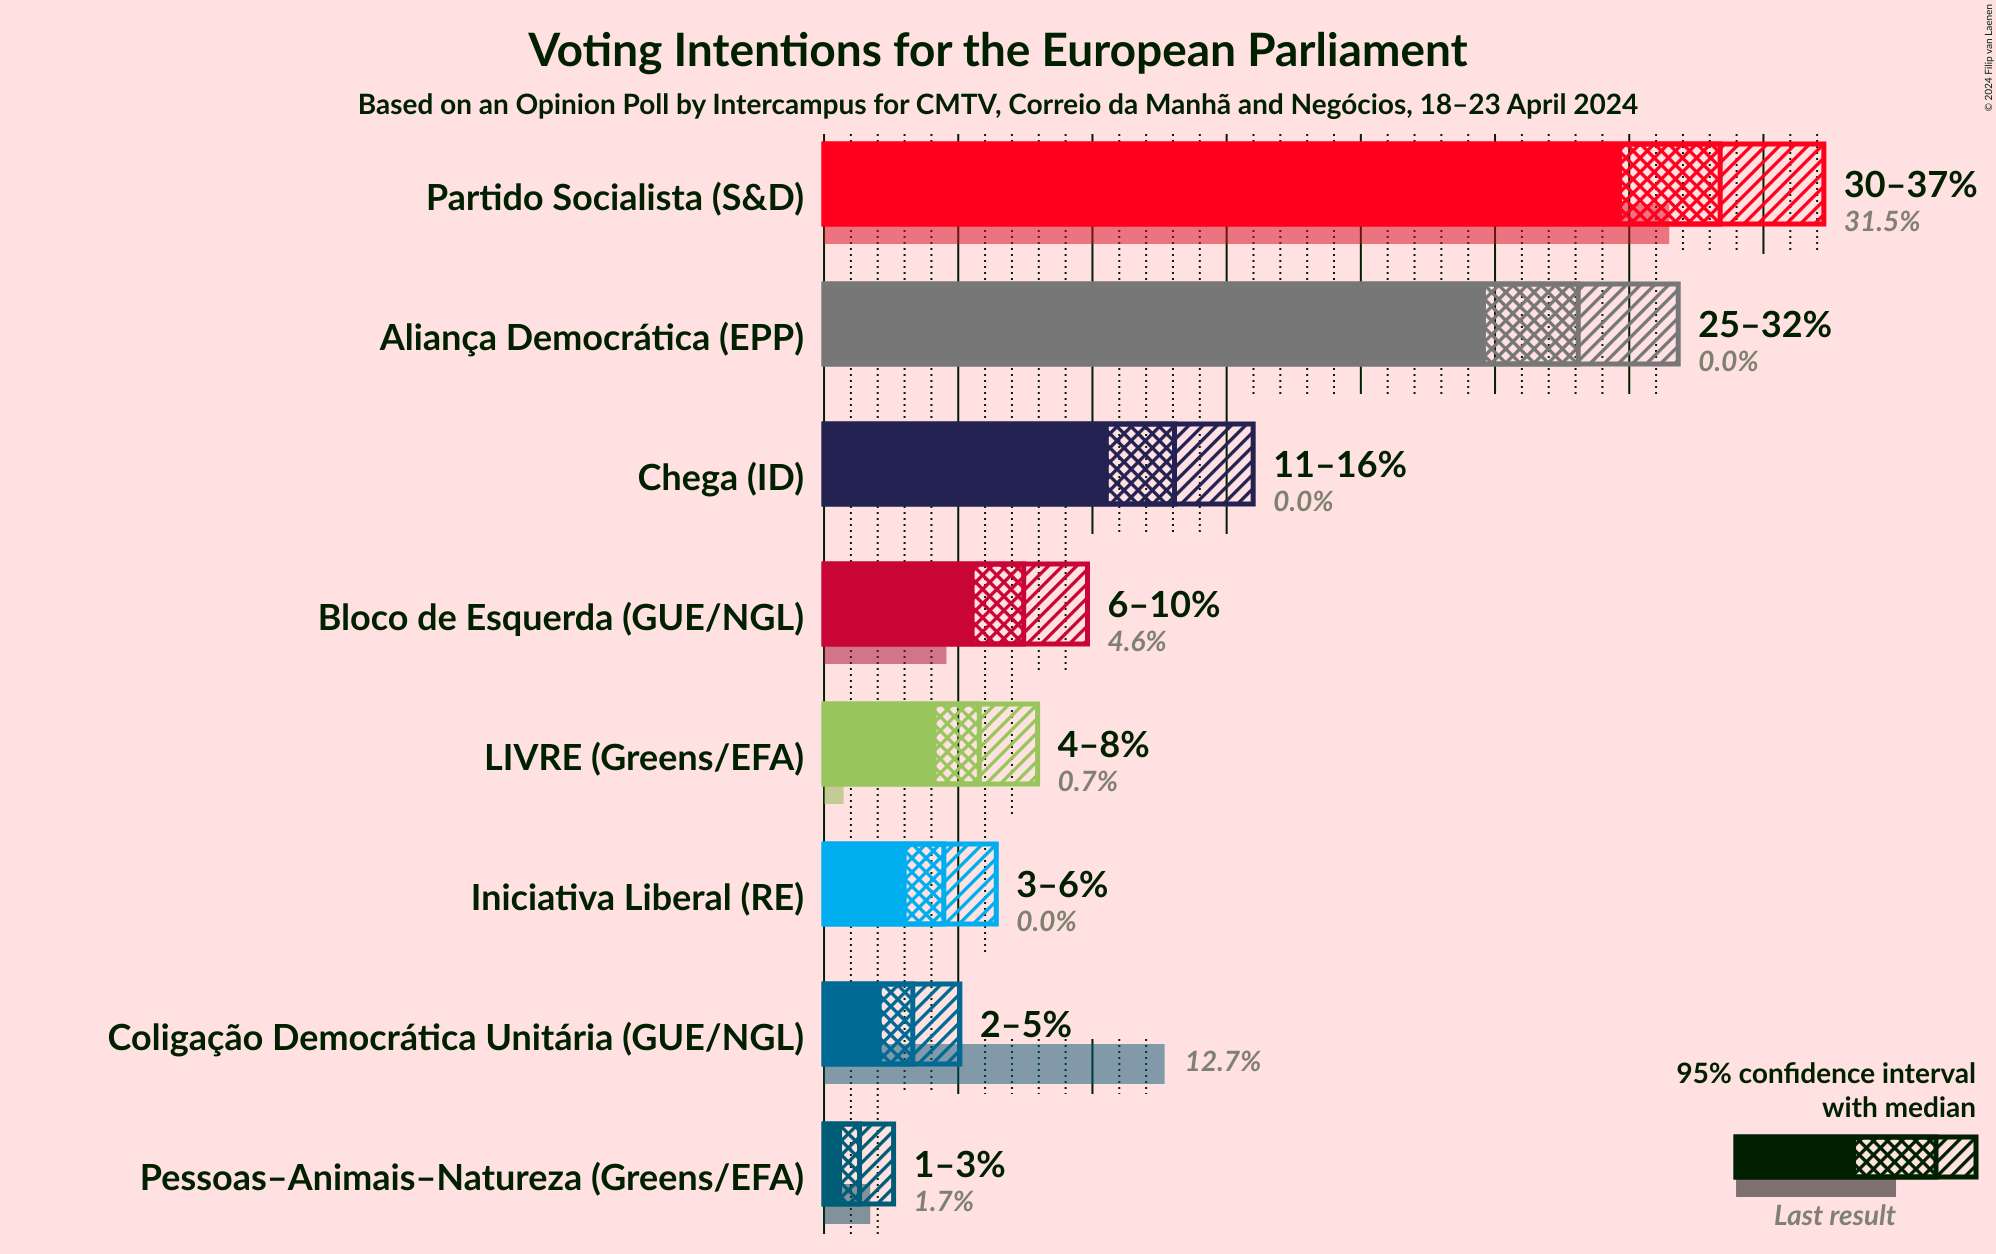 Voting Intentions for the European Parliament
Based on an Opinion Poll by Intercampus for CMTV, Correio da Manhã and Negócios, 18–23 April 2024
© 2024 Filip van Laenen
Partido Socialista (S&D)
30–37%
31.5%
Aliança Democrática (EPP)
25–32%
0.0%
Chega (ID)
11–16%
0.0%
Bloco de Esquerda (GUE/NGL)
6–10%
4.6%
LIVRE (Greens/EFA)
4–8%
0.7%
Iniciativa Liberal (RE)
3–6%
0.0%
Coligação Democrática Unitária (GUE/NGL)
2–5%
12.7%
Pessoas–Animais–Natureza (Greens/EFA)
1–3%
1.7%
95% confidence interval
with median
Last result